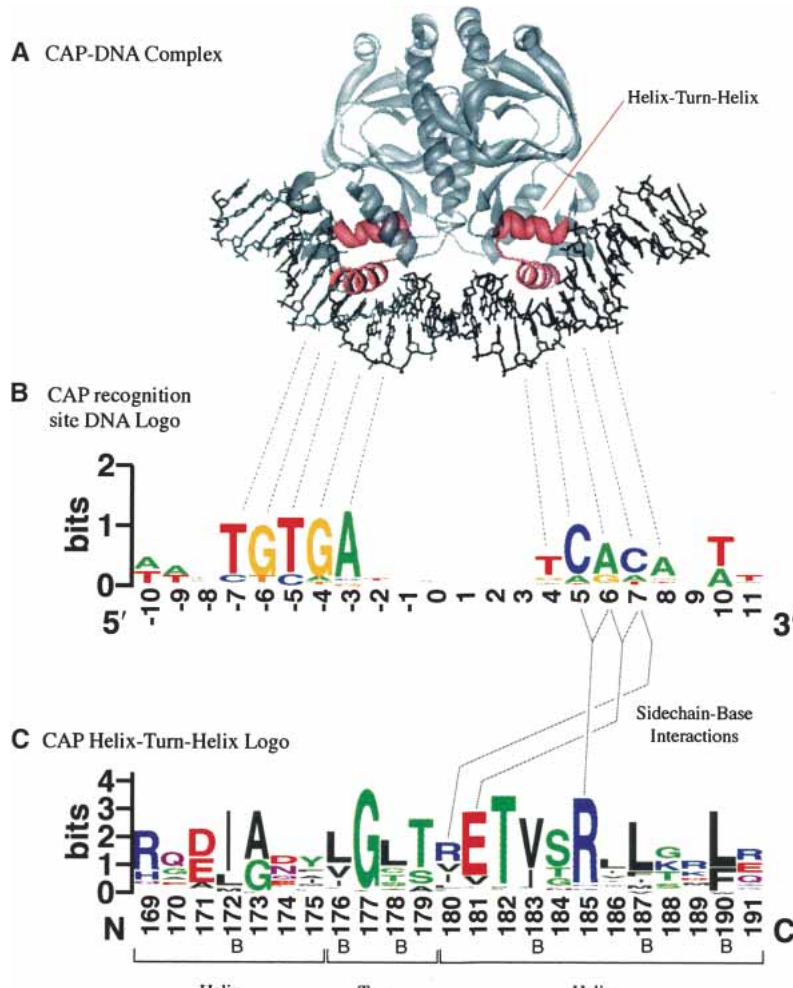 A CAP-DNA Complex
Helix-Turn-Helix
B CAP recognition
site DNA Logo
2
1
0
bits
T G T G A
T C A C A T
5′ -10 -9 -8 -7 -6 -5 -4 -3 -2 -1 0 1 2 3 4 5 6 7 8 9 10 11 3′
Sidechain-Base
Interactions
C CAP Helix-Turn-Helix Logo
4
3
2
1
0
bits
R Q D I A D Y L G L T R E T V S R L L G R L R
N 169 170 171 172 173 174 175 176 177 178 179 180 181 182 183 184 185 186 187 188 189 190 191 C
B B B B B B